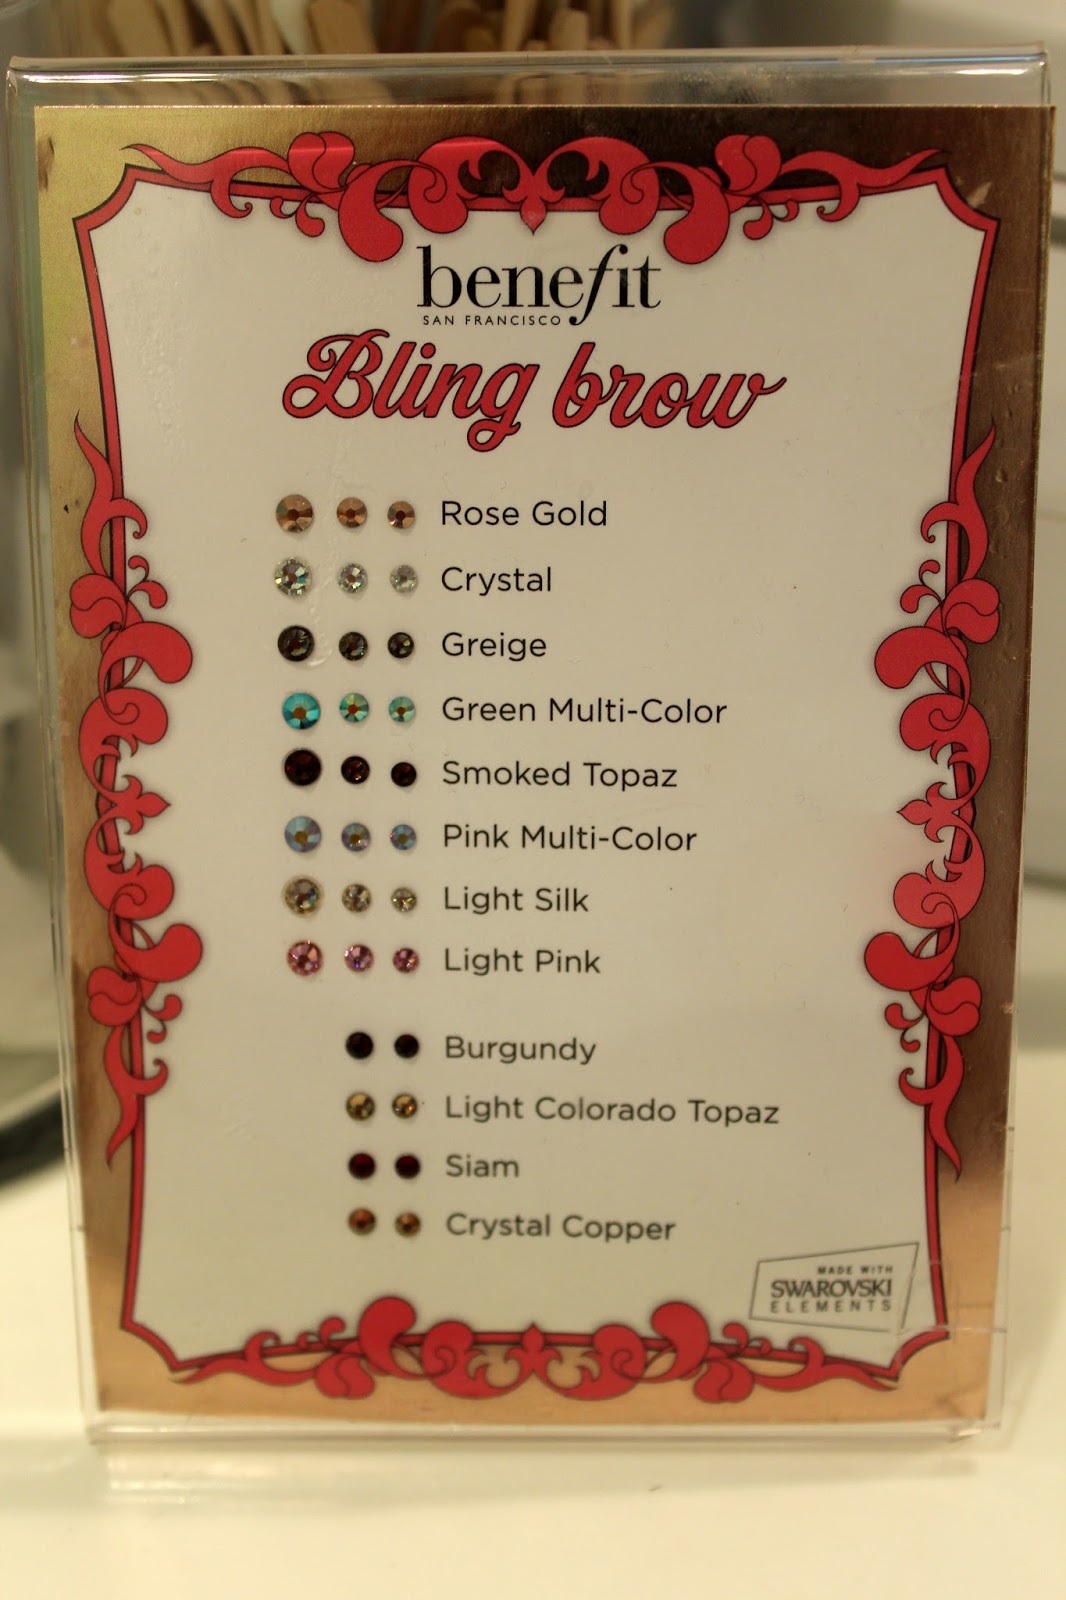 benefit
SAN FRANCISCO
Bling brow
Rose Gold
Crystal
Greige
Green Multi-Color
Smoked Topaz
Pink Multi-Color
Light Silk
Light Pink
Burgundy
Light Colorado Topaz
Siam
Crystal Copper
MADE WITH
SWAROVSKI
ELEMENTS